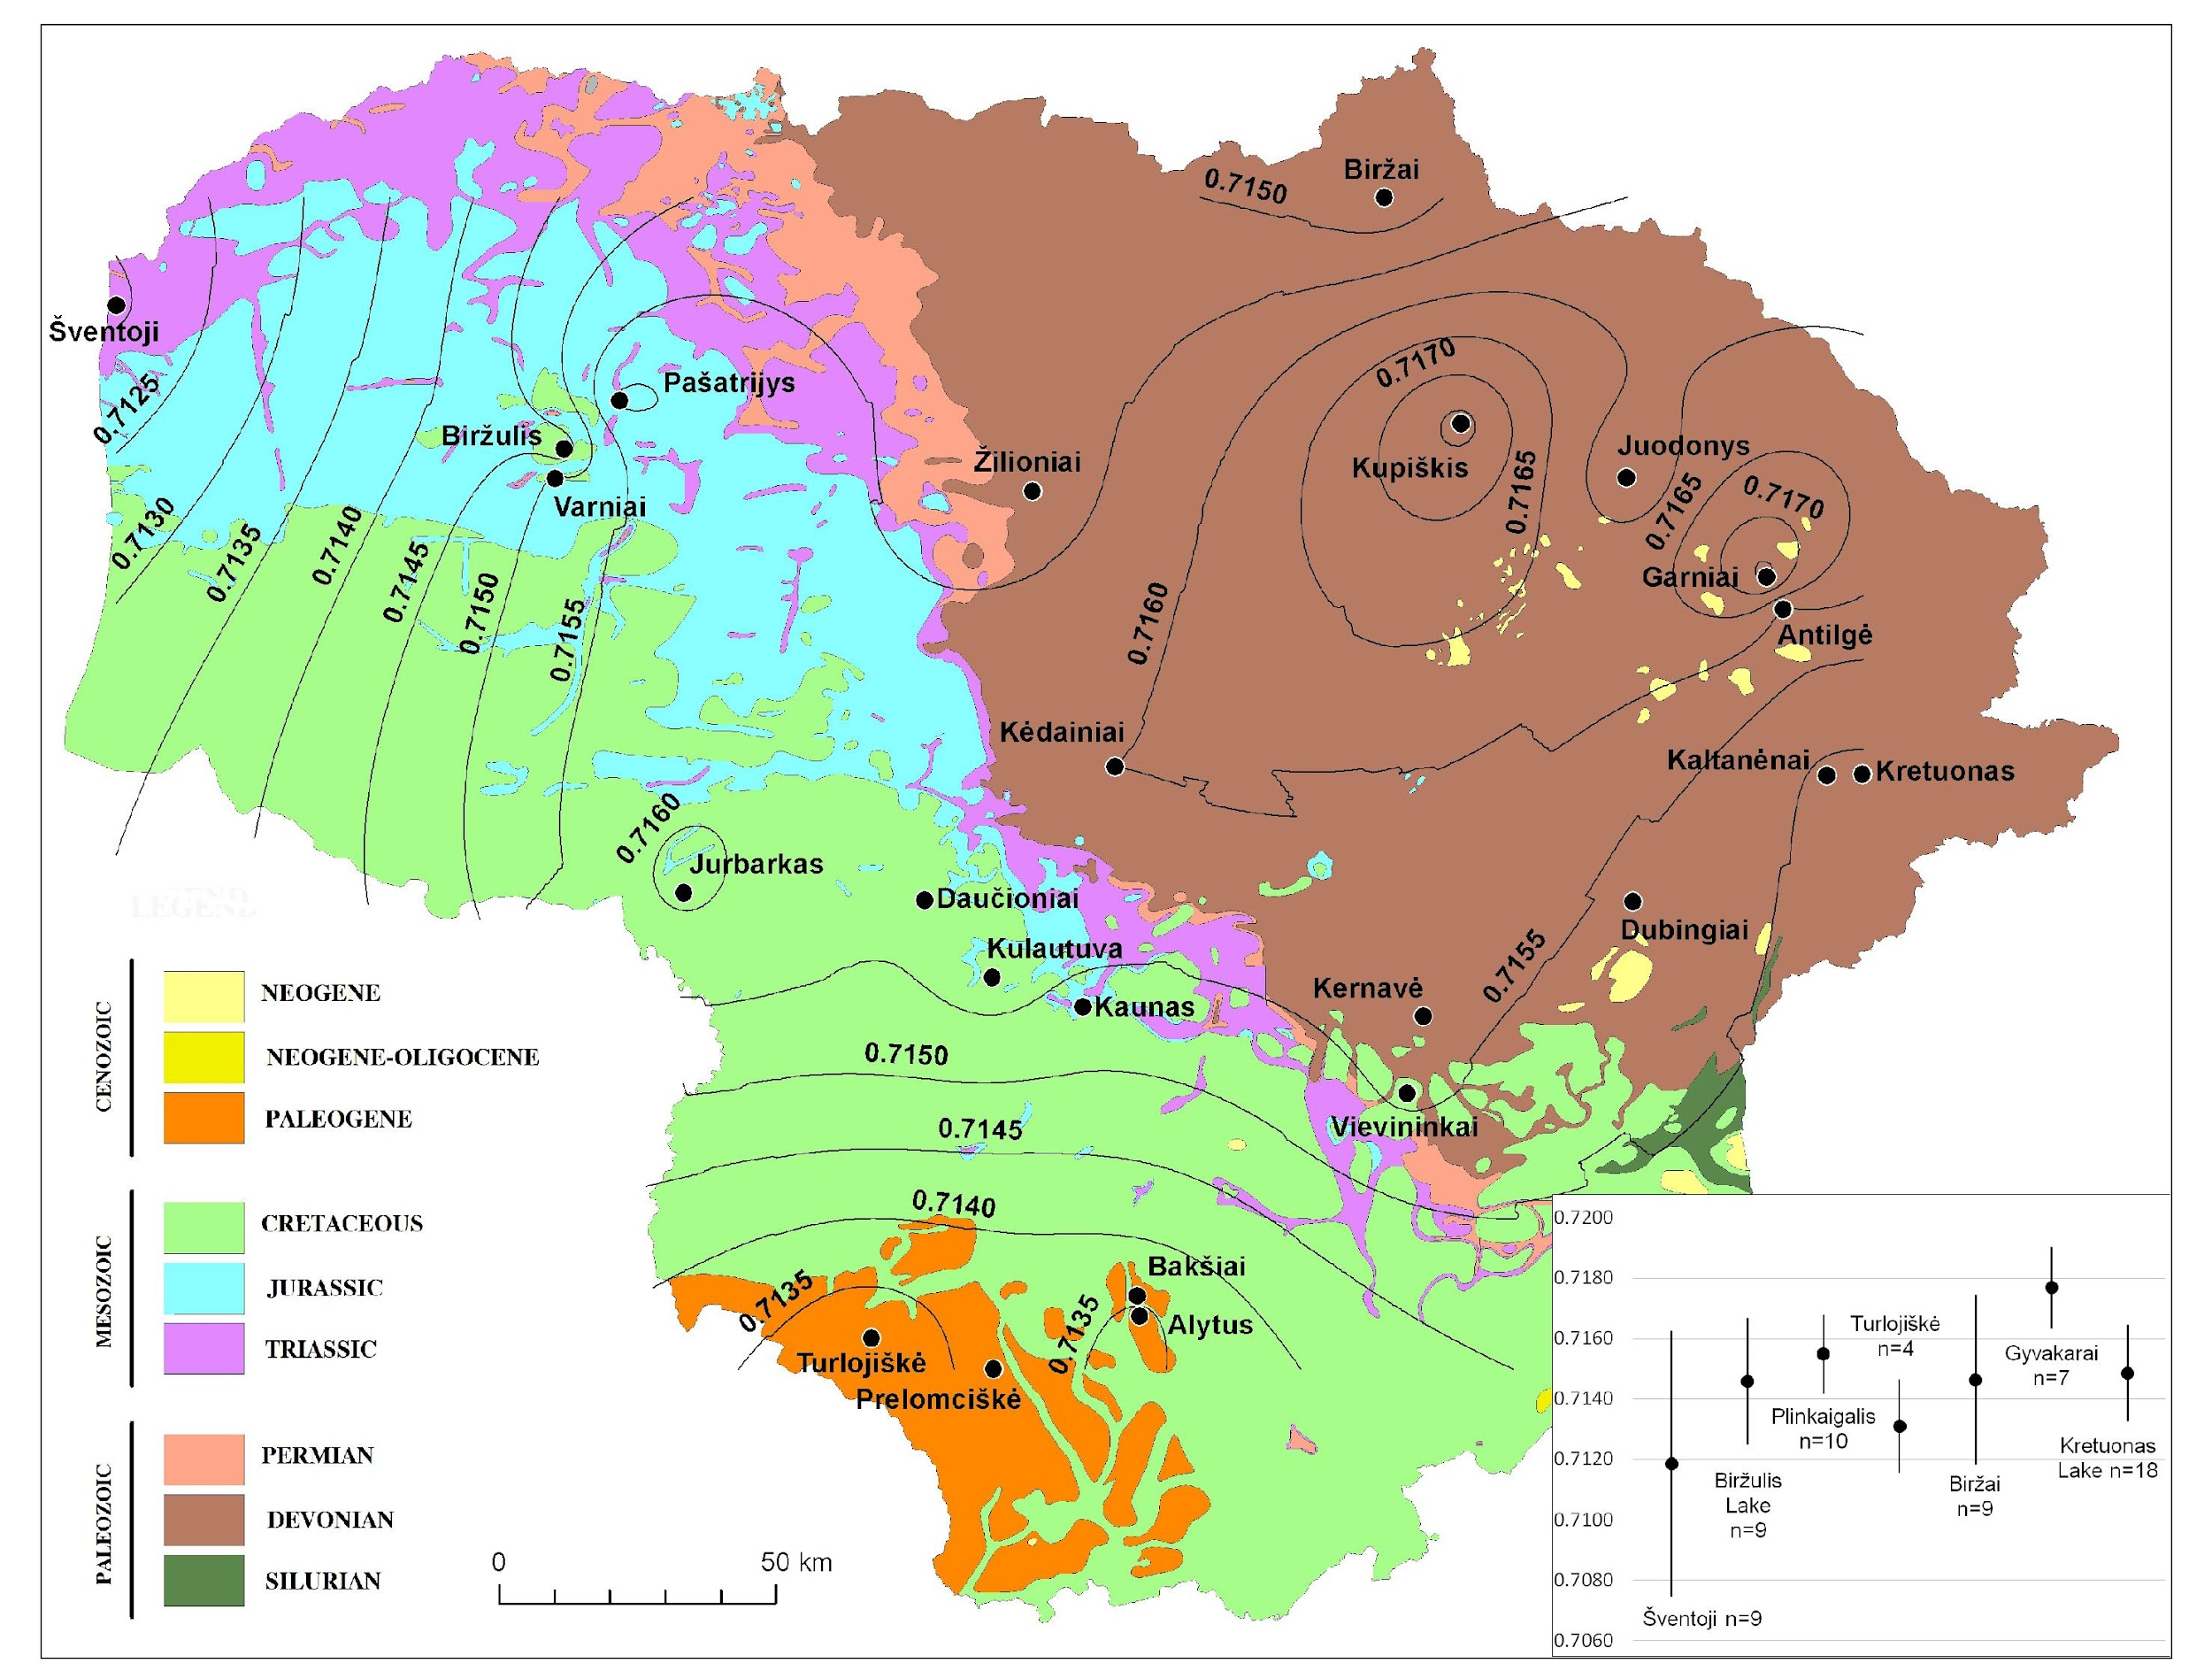 Biržai
0.7150
Šventoji
Pašatrijys
0.7170
Biržulis
Juodonys
Žilioniai
Kupiškis
0.7125
0.7165
0.7165
0.7170
Varniai
0.7130
0.7135
0.7140
0.7145
0.7150
0.7155
0.7160
Garniai
Antilgė
Kėdainiai
Kaltanėnai
Kretuonas
0.7160
Jurbarkas
Daučioniai
Dubingiai
Kulautuva
0.7155
Kernavė
Kaunas
0.7150
Vievininkai
0.7145
0.7140
Bakšiai
0.7135
0.7135
Alytus
Turlojiškė
Prelomciškė
LEGEND
CENOZOIC
NEOGENE
NEOGENE-OLIGOCENE
PALEOGENE
MESOZOIC
CRETACEOUS
JURASSIC
TRIASSIC
PALEOZOIC
PERMIAN
DEVONIAN
SILURIAN
0 50 km
0.7200
0.7180
0.7160
0.7140
0.7120
0.7100
0.7080
0.7060
Šventoji n=9
Biržulis
Lake
n=9
Plinkaigalis
n=10
Turlojiškė
n=4
Biržai
n=9
Gyvakarai
n=7
Kretuonas
Lake n=18